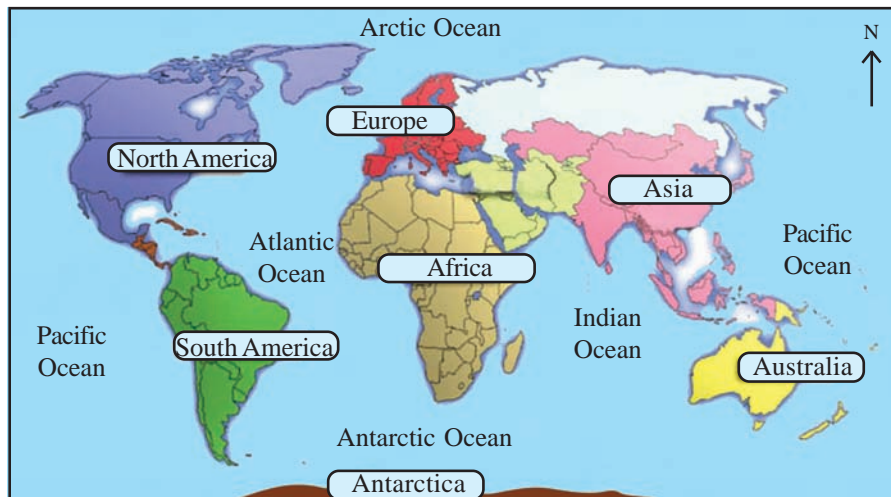 Arctic Ocean
N
Europe
North America
Asia
Atlantic
Ocean
Africa
Pacific
Ocean
Pacific
Ocean
South America
Indian
Ocean
Australia
Antarctic Ocean
Antarctica